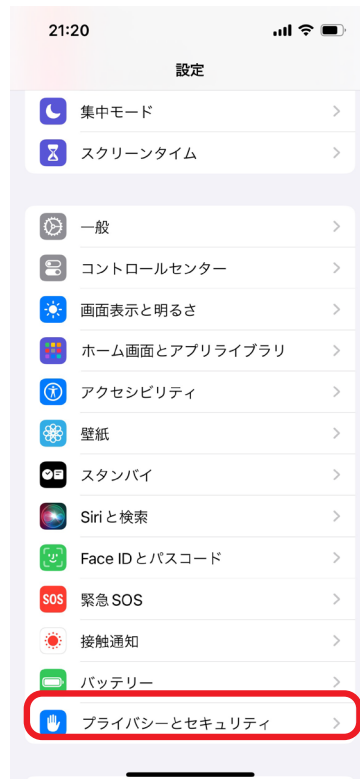 21:20
設定
集中モード
スクリーンタイム
一般
コントロールセンター
画面表示と明るさ
ホーム画面とアプリライブラリ
アクセシビリティ
壁紙
スタンバイ
Siriと検索
Face IDとパスコード
SOS 緊急SOS
接触通知
バッテリー
プライバシーとセキュリティ